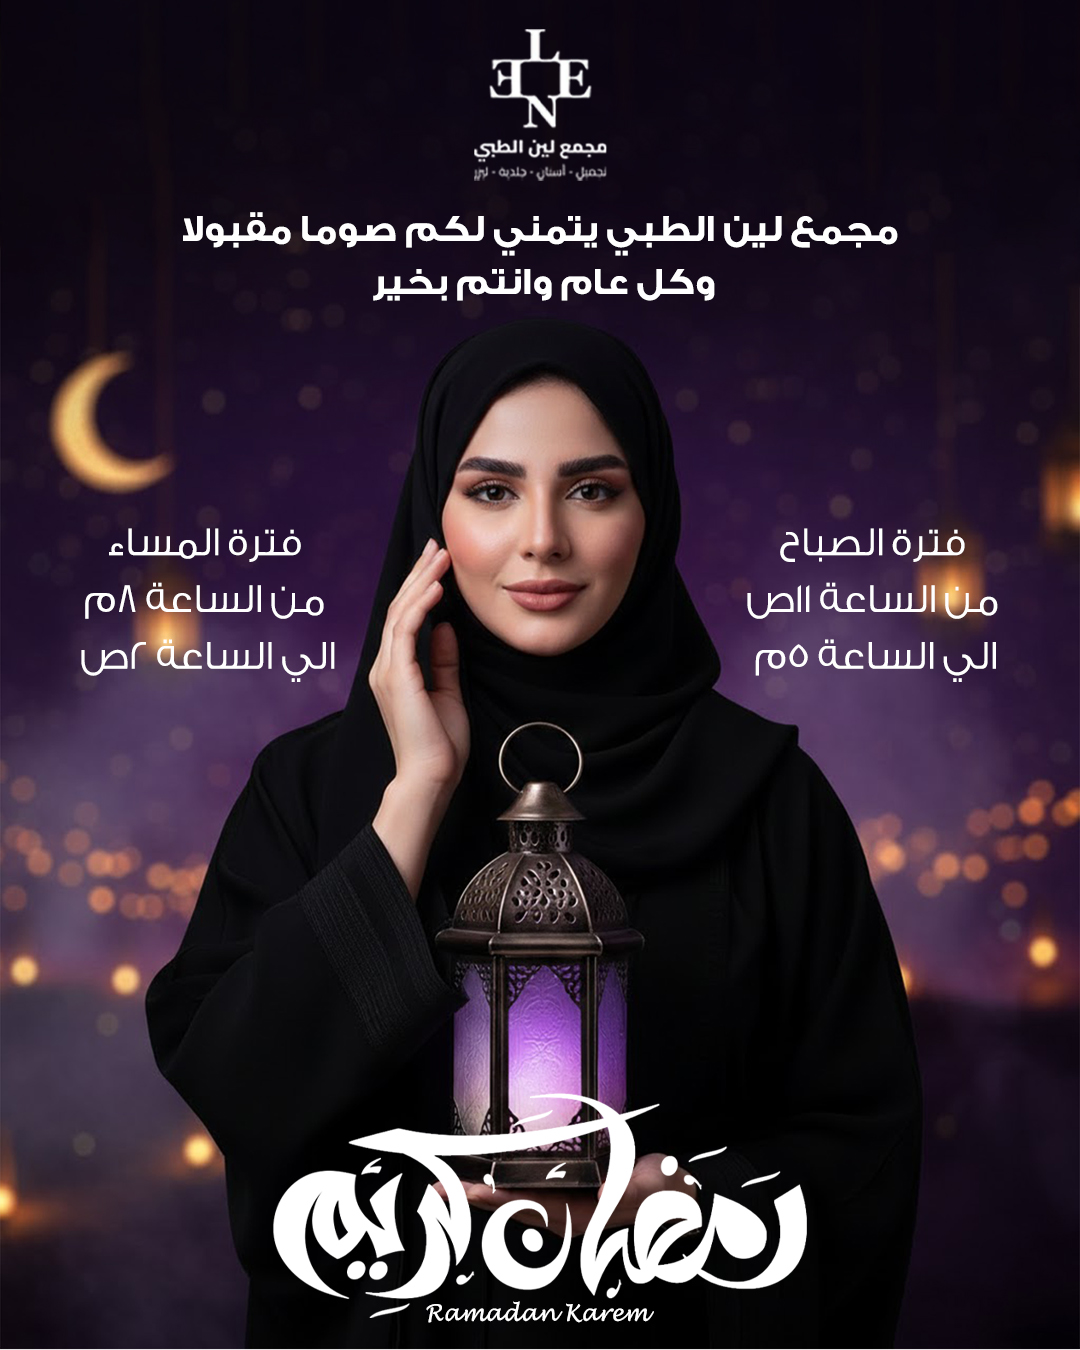 L
E E
N
مجمع لين الطبي
تجميل - أسنان - جلدية - ليزر
مجمع لين الطبي يتمني لكم صوما مقبولا
وكل عام وانتم بخير
فترة الصباح
من الساعة ١١ص
الي الساعة ٥م
فترة المساء
من الساعة ٨م
الي الساعة ٢ص
رمضان كريم
Ramadan Karem